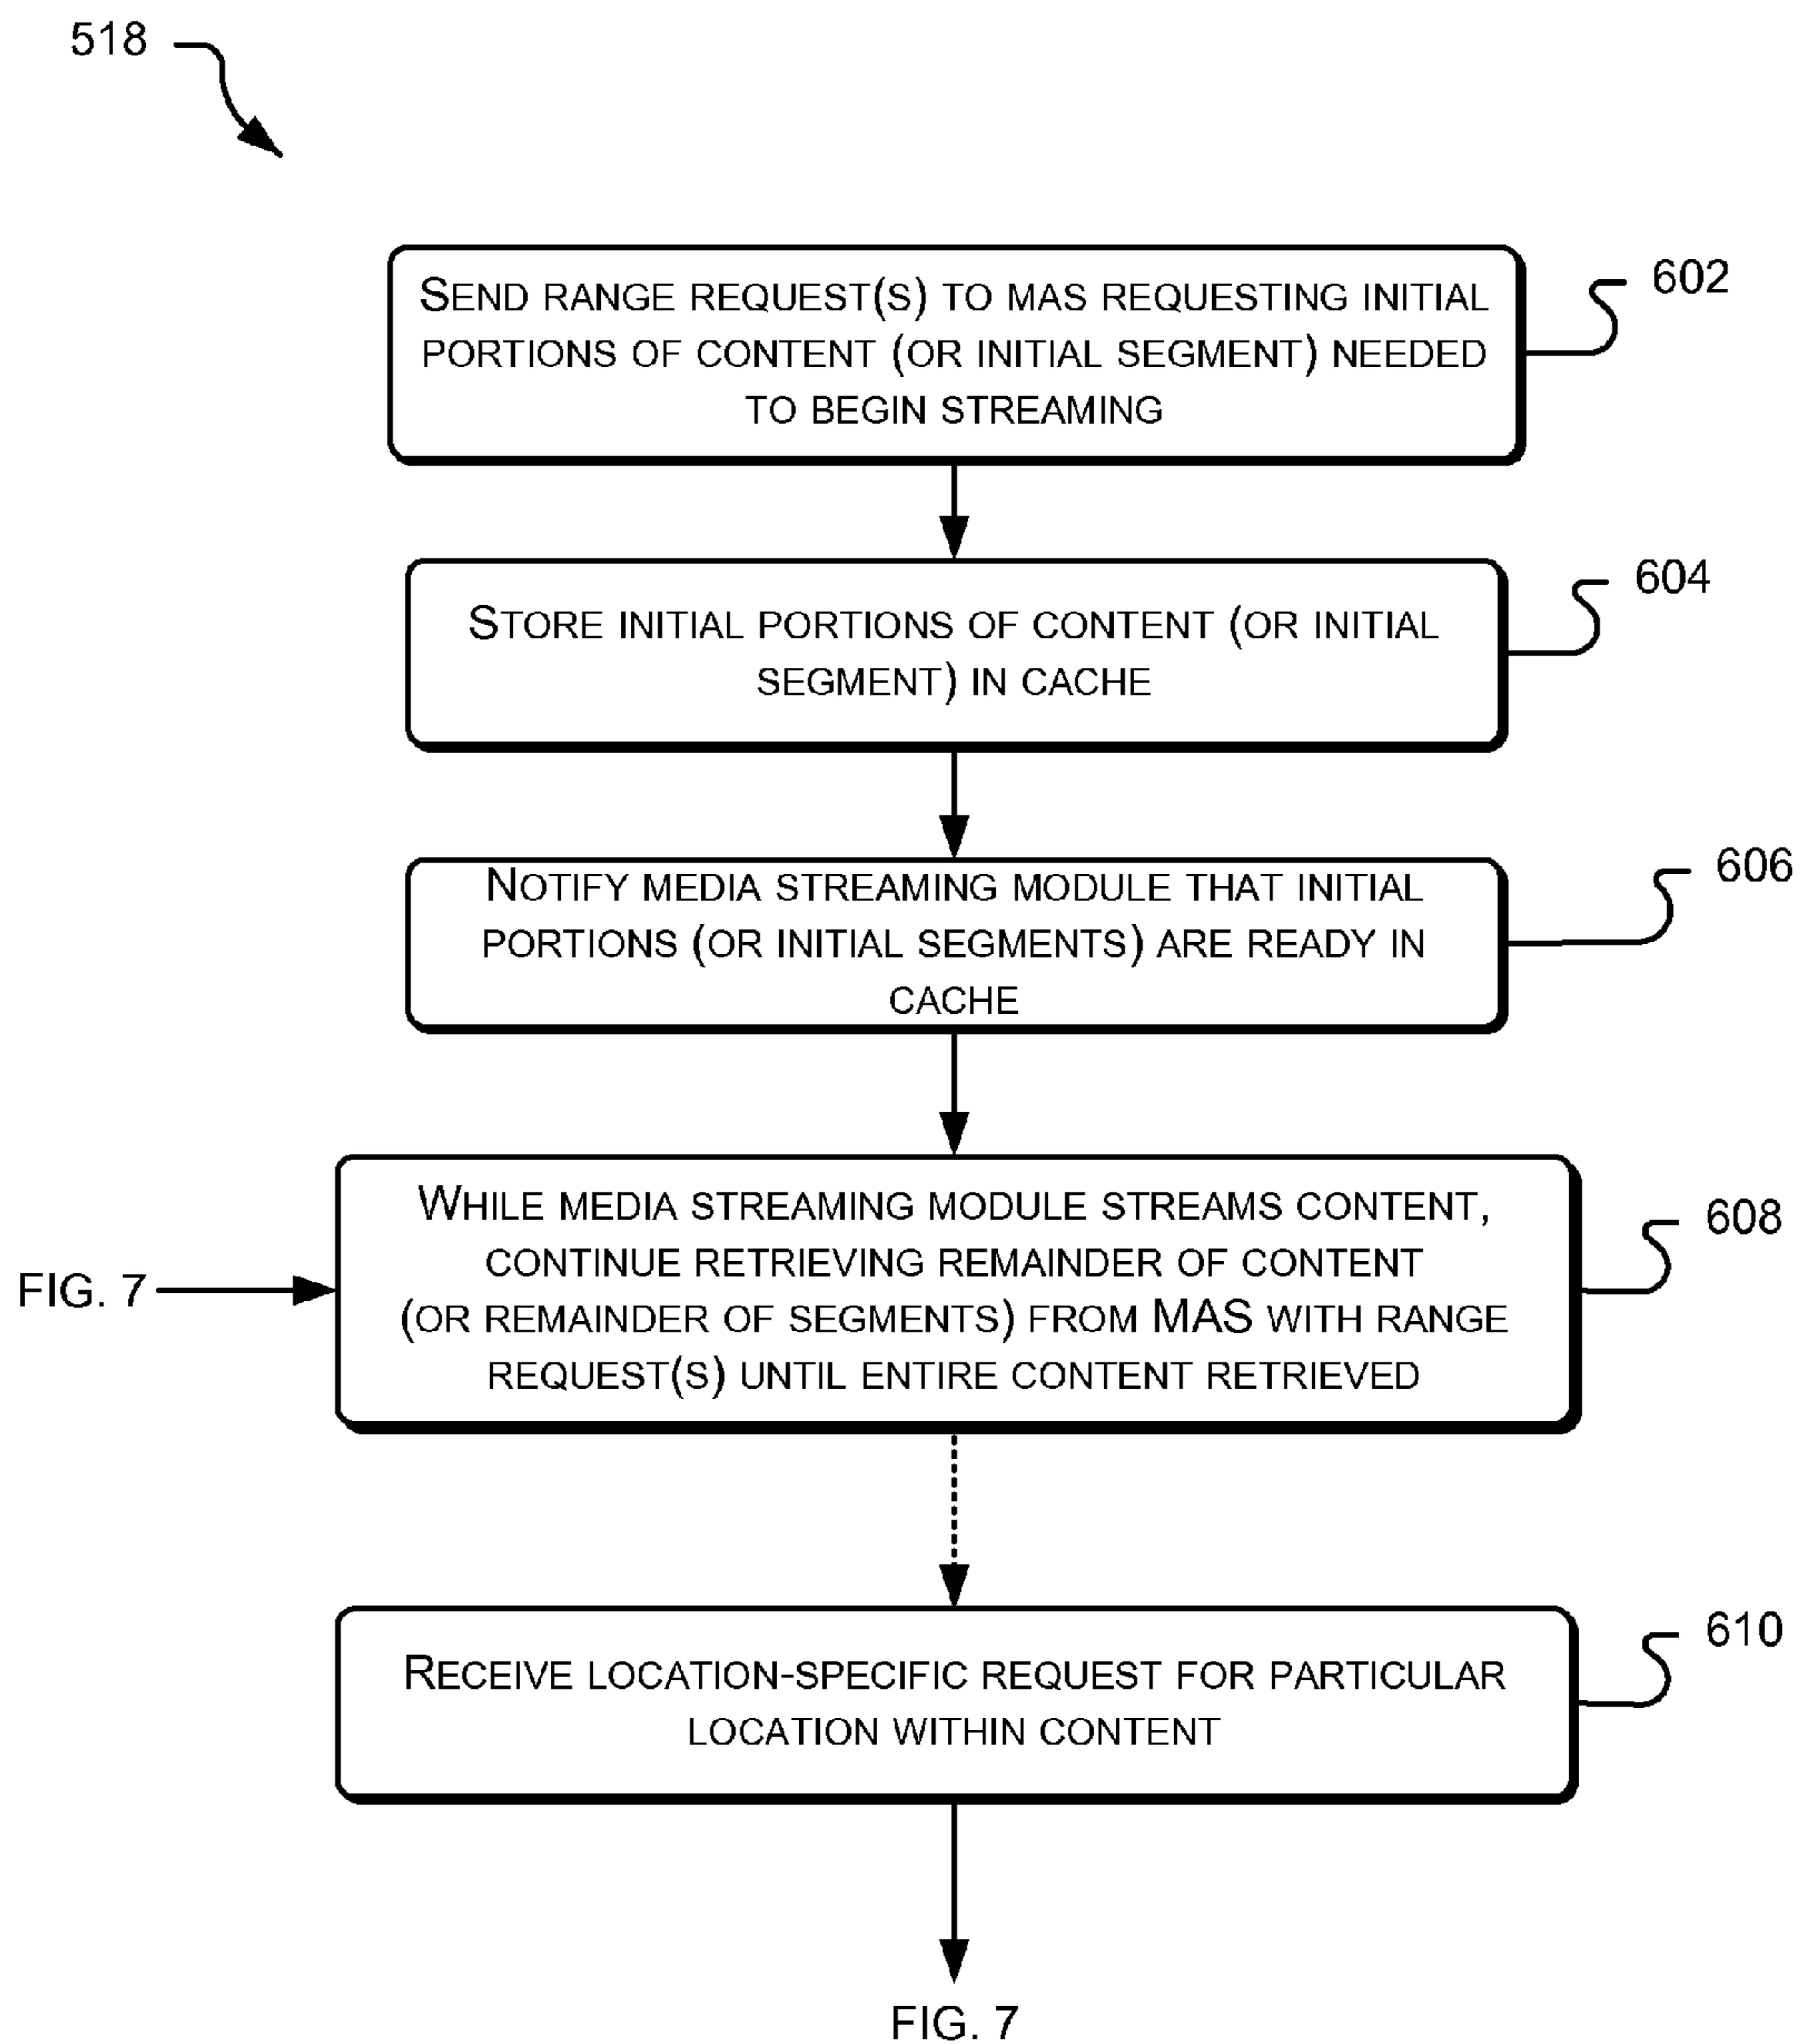 518
SEND RANGE REQUEST(S) TO MAS REQUESTING INITIAL
PORTIONS OF CONTENT (OR INITIAL SEGMENT) NEEDED
TO BEGIN STREAMING
602
STORE INITIAL PORTIONS OF CONTENT (OR INITIAL
SEGMENT) IN CACHE
604
NOTIFY MEDIA STREAMING MODULE THAT INITIAL
PORTIONS (OR INITIAL SEGMENTS) ARE READY IN
CACHE
606
WHILE MEDIA STREAMING MODULE STREAMS CONTENT,
CONTINUE RETRIEVING REMAINDER OF CONTENT
(OR REMAINDER OF SEGMENTS) FROM MAS WITH RANGE
REQUEST(S) UNTIL ENTIRE CONTENT RETRIEVED
608
FIG. 7
RECEIVE LOCATION-SPECIFIC REQUEST FOR PARTICULAR
LOCATION WITHIN CONTENT
610
FIG. 7